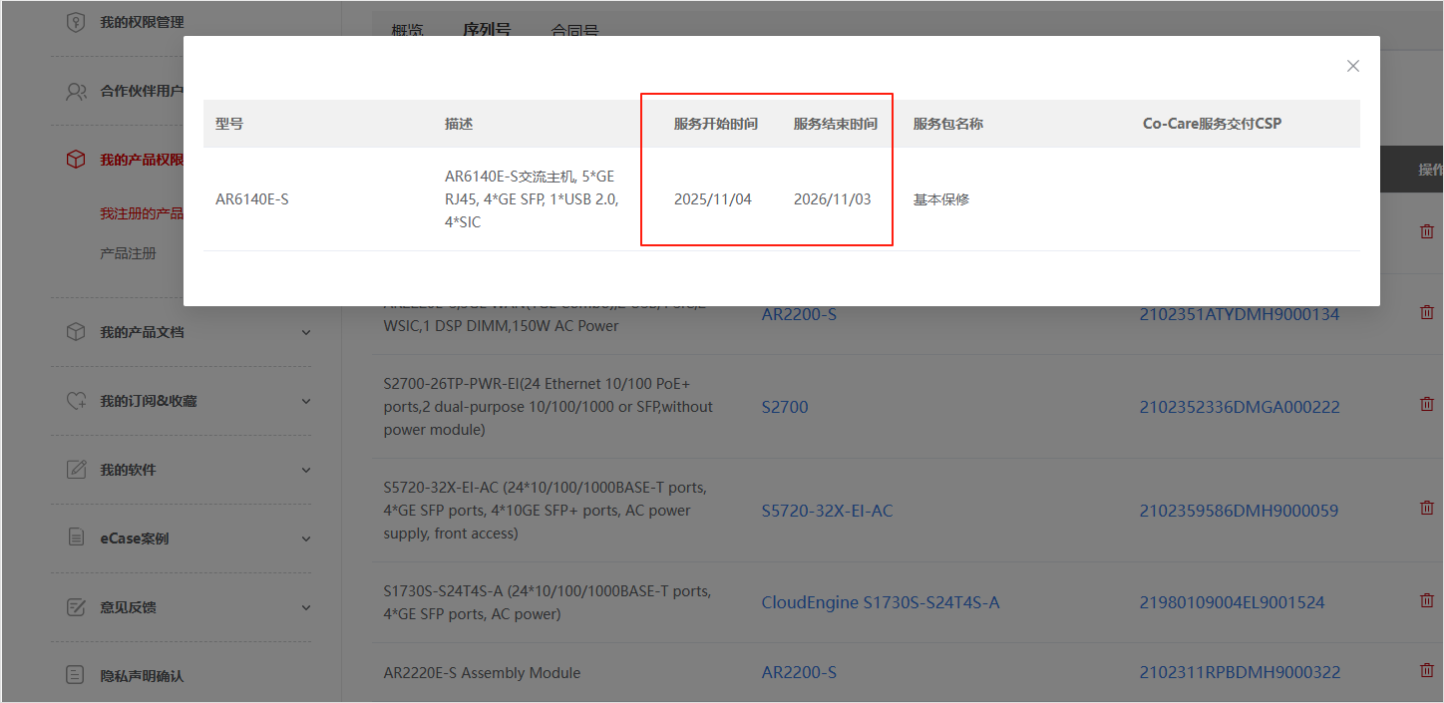 我的权限管理
概览
序列号
合同号
合作伙伴用户
型号
描述
服务开始时间
服务结束时间
服务包名称
Co-Care服务交付CSP
操作
我的产品权限
AR6140E-S
AR6140E-S交流主机, 5*GE
RJ45, 4*GE SFP, 1*USB 2.0,
4*SIC
2025/11/04
2026/11/03
基本保修
我注册的产品
产品注册
我的产品文档
WSIC,1 DSP DIMM,150W AC Power
AR2200-S
2102351ATYDMH9000134
S2700-26TP-PWR-EI(24 Ethernet 10/100 PoE+
ports,2 dual-purpose 10/100/1000 or SFP,without
power module)
S2700
2102352336DMGA000222
我的订阅&收藏
我的软件
S5720-32X-EI-AC (24*10/100/1000BASE-T ports,
4*GE SFP ports, 4*10GE SFP+ ports, AC power
supply, front access)
S5720-32X-EI-AC
2102359586DMH9000059
eCase案例
意见反馈
S1730S-S24T4S-A (24*10/100/1000BASE-T ports,
4*GE SFP ports, AC power)
CloudEngine S1730S-S24T4S-A
21980109004EL9001524
隐私声明确认
AR2220E-S Assembly Module
AR2200-S
2102311RPBDMH9000322